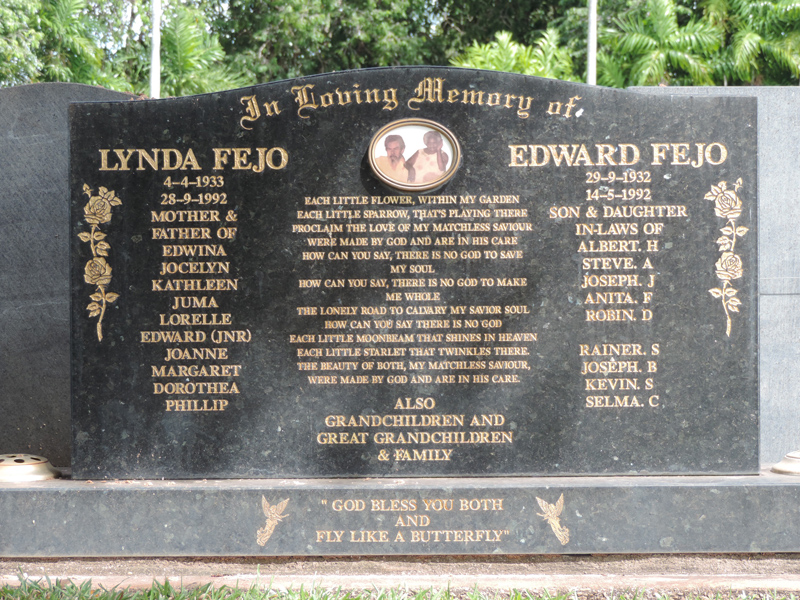 In Loving Memory of
LYNDA FEJO
4-4-1933
28-9-1992
MOTHER &
FATHER OF
EDWINA
JOCELYN
KATHLEEN
JUMA
LORELLE
EDWARD (JNR)
JOANNE
MARGARET
DOROTHEA
PHILLIP
EACH LITTLE FLOWER, WITHIN MY GARDEN
EACH LITTLE SPARROW, THAT'S PLAYING THERE
PROCLAIM THE LOVE OF MY MATCHLESS SAVIOUR
WERE MADE BY GOD AND ARE IN HIS CARE
HOW CAN YOU SAY, THERE IS NO GOD TO SAVE
MY SOUL
HOW CAN YOU SAY, THERE IS NO GOD TO MAKE
ME WHOLE
THE LONELY ROAD TO CALVARY MY SAVIOR SOUL
HOW CAN YOU SAY THERE IS NO GOD
EACH LITTLE MOONBEAM THAT SHINES IN HEAVEN
EACH LITTLE STARLET THAT TWINKLES THERE.
THE BEAUTY OF BOTH, MY MATCHLESS SAVIOUR,
WERE MADE BY GOD AND ARE IN HIS CARE.
ALSO
GRANDCHILDREN AND
GREAT GRANDCHILDREN
& FAMILY
EDWARD FEJO
29-9-1932
14-5-1992
SON & DAUGHTER
IN-LAWS OF
ALBERT. H
STEVE. A
JOSEPH. J
ANITA. F
ROBIN. D
RAINER. S
JOSEPH. B
KEVIN. S
SELMA. C
" GOD BLESS YOU BOTH
AND
FLY LIKE A BUTTERFLY"